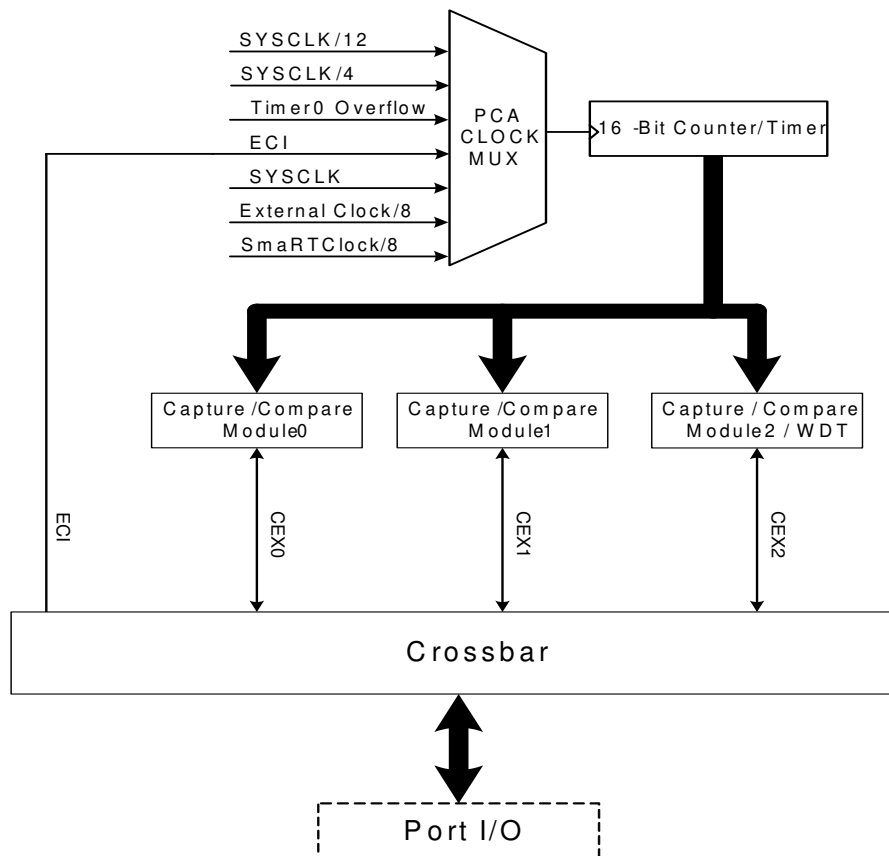 SYSCLK/12
SYSCLK/4
Timer0 Overflow
ECI
SYSCLK
External Clock/8
SmaRTClock/8
PCA
CLOCK
MUX
16 -Bit Counter/Timer
Capture /Compare
Module0
Capture /Compare
Module1
Capture / Compare
Module2 / WDT
ECI
CEX0
CEX1
CEX2
Crossbar
Port I/O